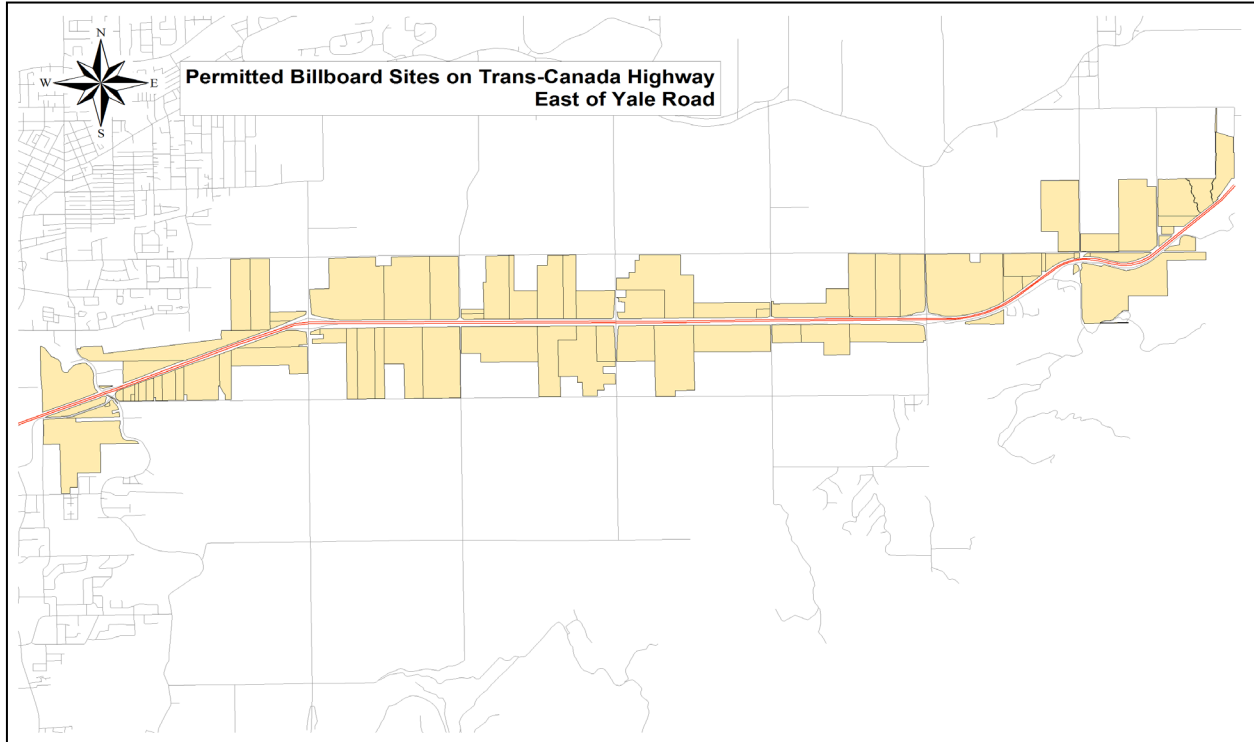 N
W E
S
Permitted Billboard Sites on Trans-Canada Highway
East of Yale Road